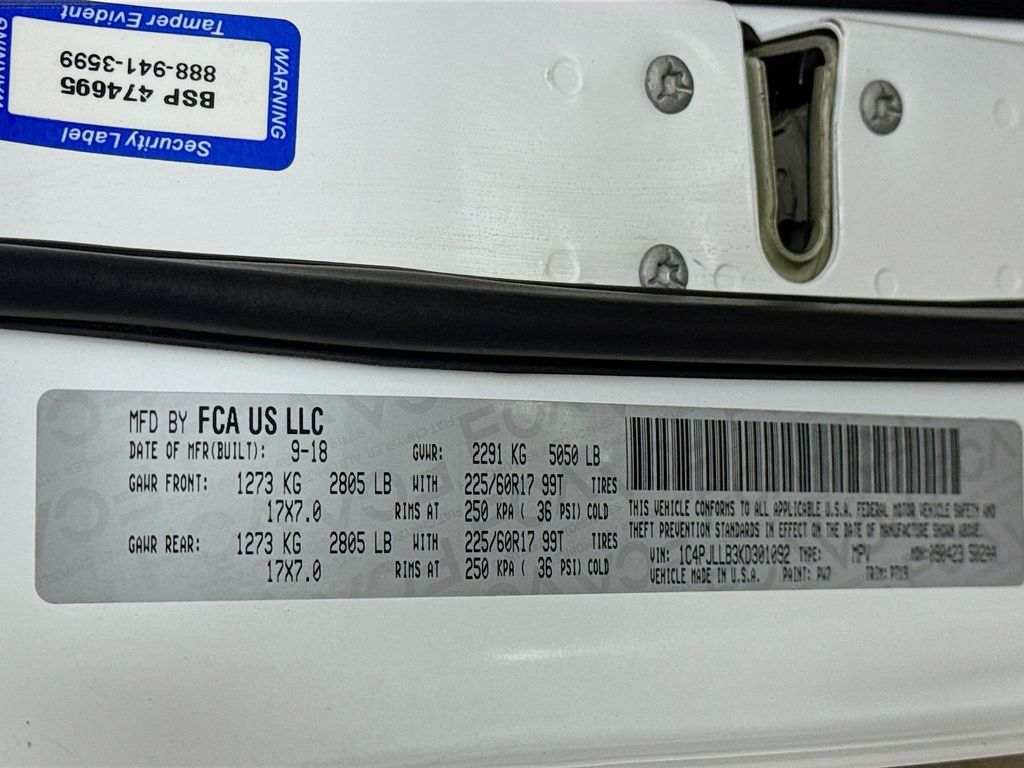 WARNING
Security Label
BSP 474695
888-941-3599
Tamper Evident
WARNING
MFD BY FCA US LLC
DATE OF MFR(BUILT): 9-18 GVWR: 2291 KG 5050 LB
GAWR FRONT: 1273 KG 2805 LB WITH 225/60R17 99T TIRES
17X7.0 RIMS AT 250 KPA ( 36 PSI) COLD
GAWR REAR: 1273 KG 2805 LB WITH 225/60R17 99T TIRES
17X7.0 RIMS AT 250 KPA ( 36 PSI) COLD
THIS VEHICLE CONFORMS TO ALL APPLICABLE U.S.A. FEDERAL MOTOR VEHICLE SAFETY AND
THEFT PREVENTION STANDARDS IN EFFECT ON THE DATE OF MANUFACTURE SHOWN ABOVE.
VIN: 1C4PJLLB3KD301092 TYPE: MPV MDH:
VEHICLE MADE IN U.S.A. PAINT: PW7 TRIM: